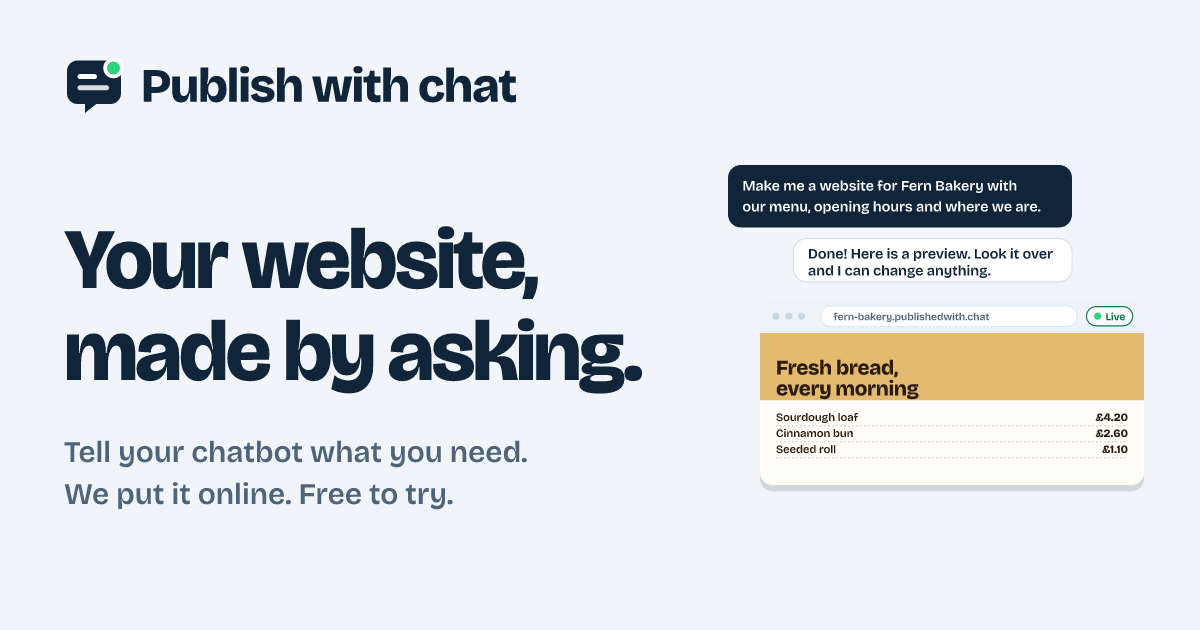 Publish with chat
Your website,
made by asking.
Tell your chatbot what you need.
We put it online. Free to try.
Make me a website for Fern Bakery with
our menu, opening hours and where we are.
Done! Here is a preview. Look it over
and I can change anything.
fern-bakery.publishedwith.chat
Live
Fresh bread,
every morning
Sourdough loaf £4.20
Cinnamon bun £2.60
Seeded roll £1.10